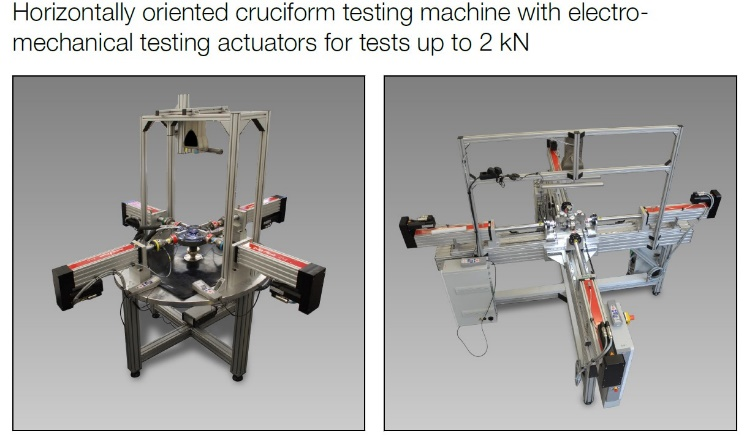 Horizontally oriented cruciform testing machine with electro-
mechanical testing actuators for tests up to 2 kN